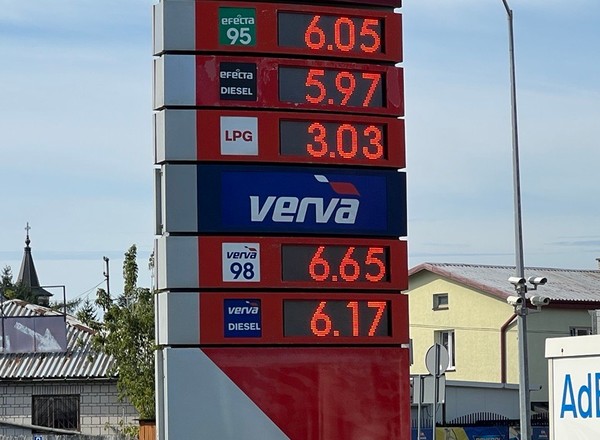 EFECTA
95
6.05
EFECTA
DIESEL
5.97
LPG
3.03
verva
verva
98
6.65
verva
DIESEL
6.17